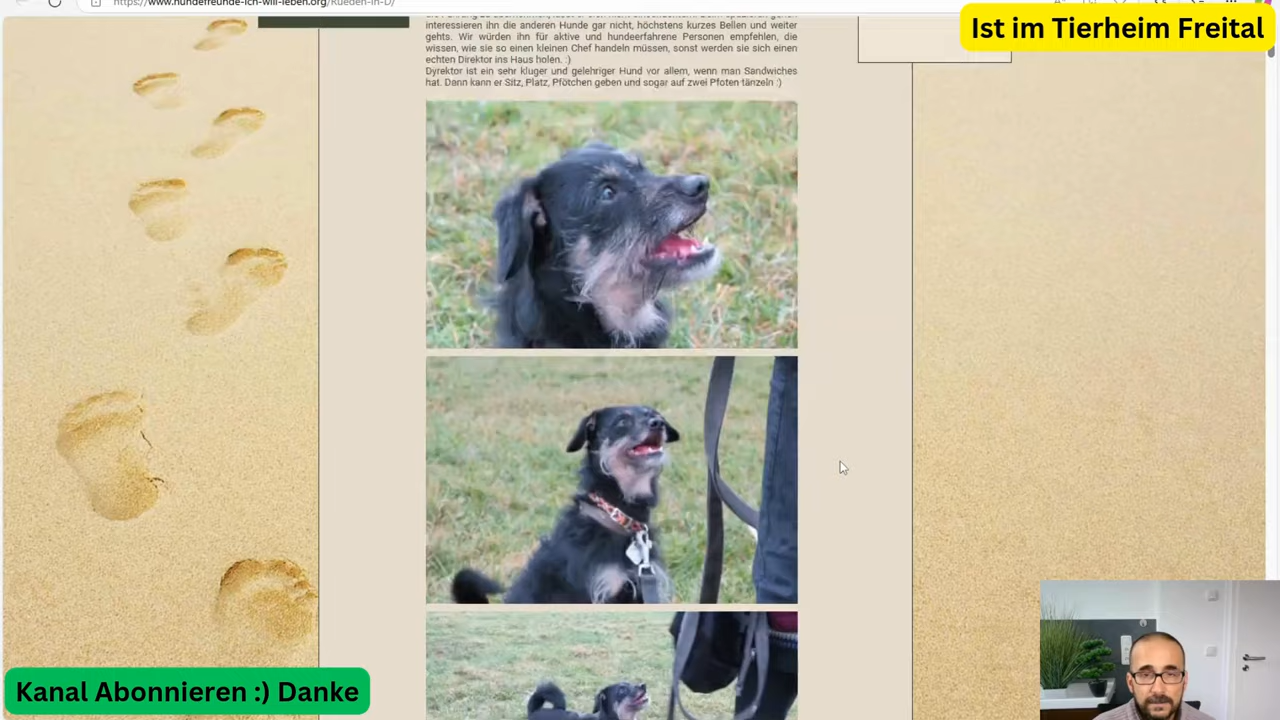 https://www.hundefreunde-ich-will-leben.org/Rueden-in-D/
Ist im Tierheim Freital
interessieren ihn die anderen Hunde gar nicht, höchstens kurzes Bellen und weiter
gehts. Wir würden ihn für aktive und hundeerfahrene Personen empfehlen, die
wissen, wie sie so einen kleinen Chef handeln müssen, sonst werden sie sich einen
echten Direktor ins Haus holen. :)
Dyrektor ist ein sehr kluger und gelehriger Hund vor allem, wenn man Sandwiches
hat. Dann kann er Sitz, Platz, Pfötchen geben und sogar auf zwei Pfoten tänzeln :)
Kanal Abonnieren :) Danke